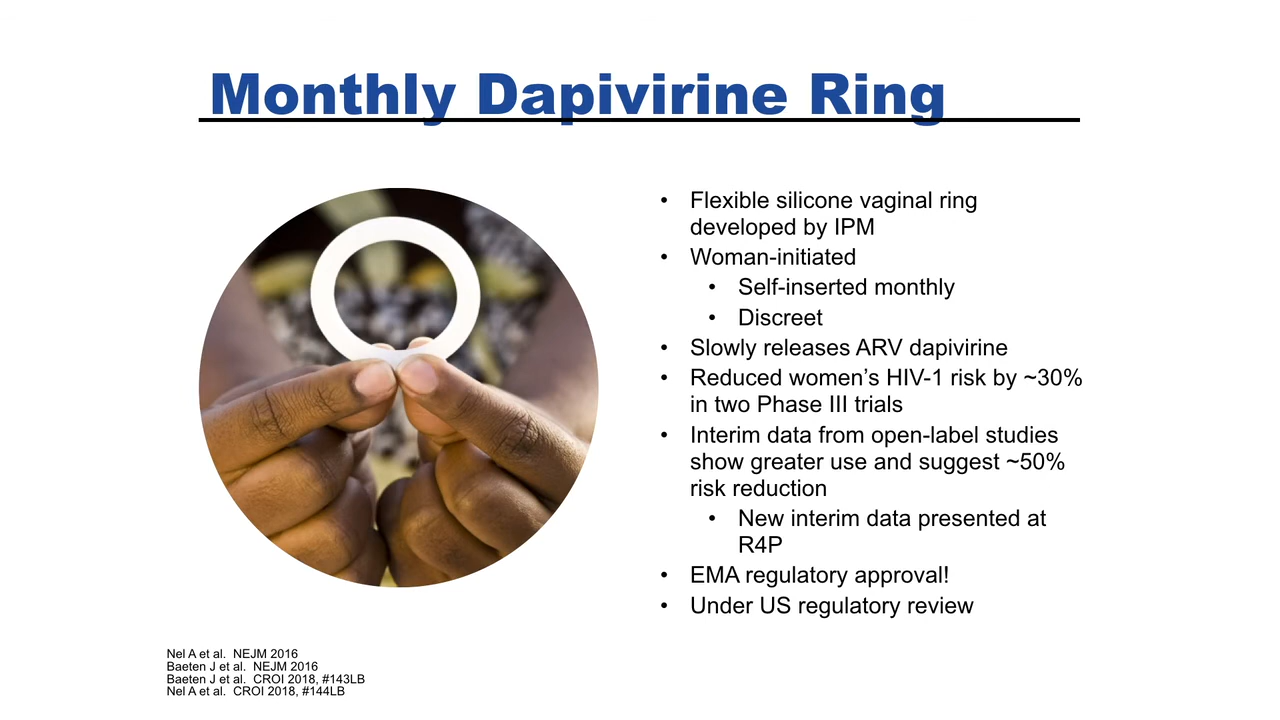 Monthly Dapivirine Ring
• Flexible silicone vaginal ring
developed by IPM
• Woman-initiated
• Self-inserted monthly
• Discreet
• Slowly releases ARV dapivirine
• Reduced women’s HIV-1 risk by ~30%
in two Phase III trials
• Interim data from open-label studies
show greater use and suggest ~50%
risk reduction
• New interim data presented at
R4P
• EMA regulatory approval!
• Under US regulatory review
Nel A et al. NEJM 2016
Baeten J et al. NEJM 2016
Baeten J et al. CROI 2018, #143LB
Nel A et al. CROI 2018, #144LB